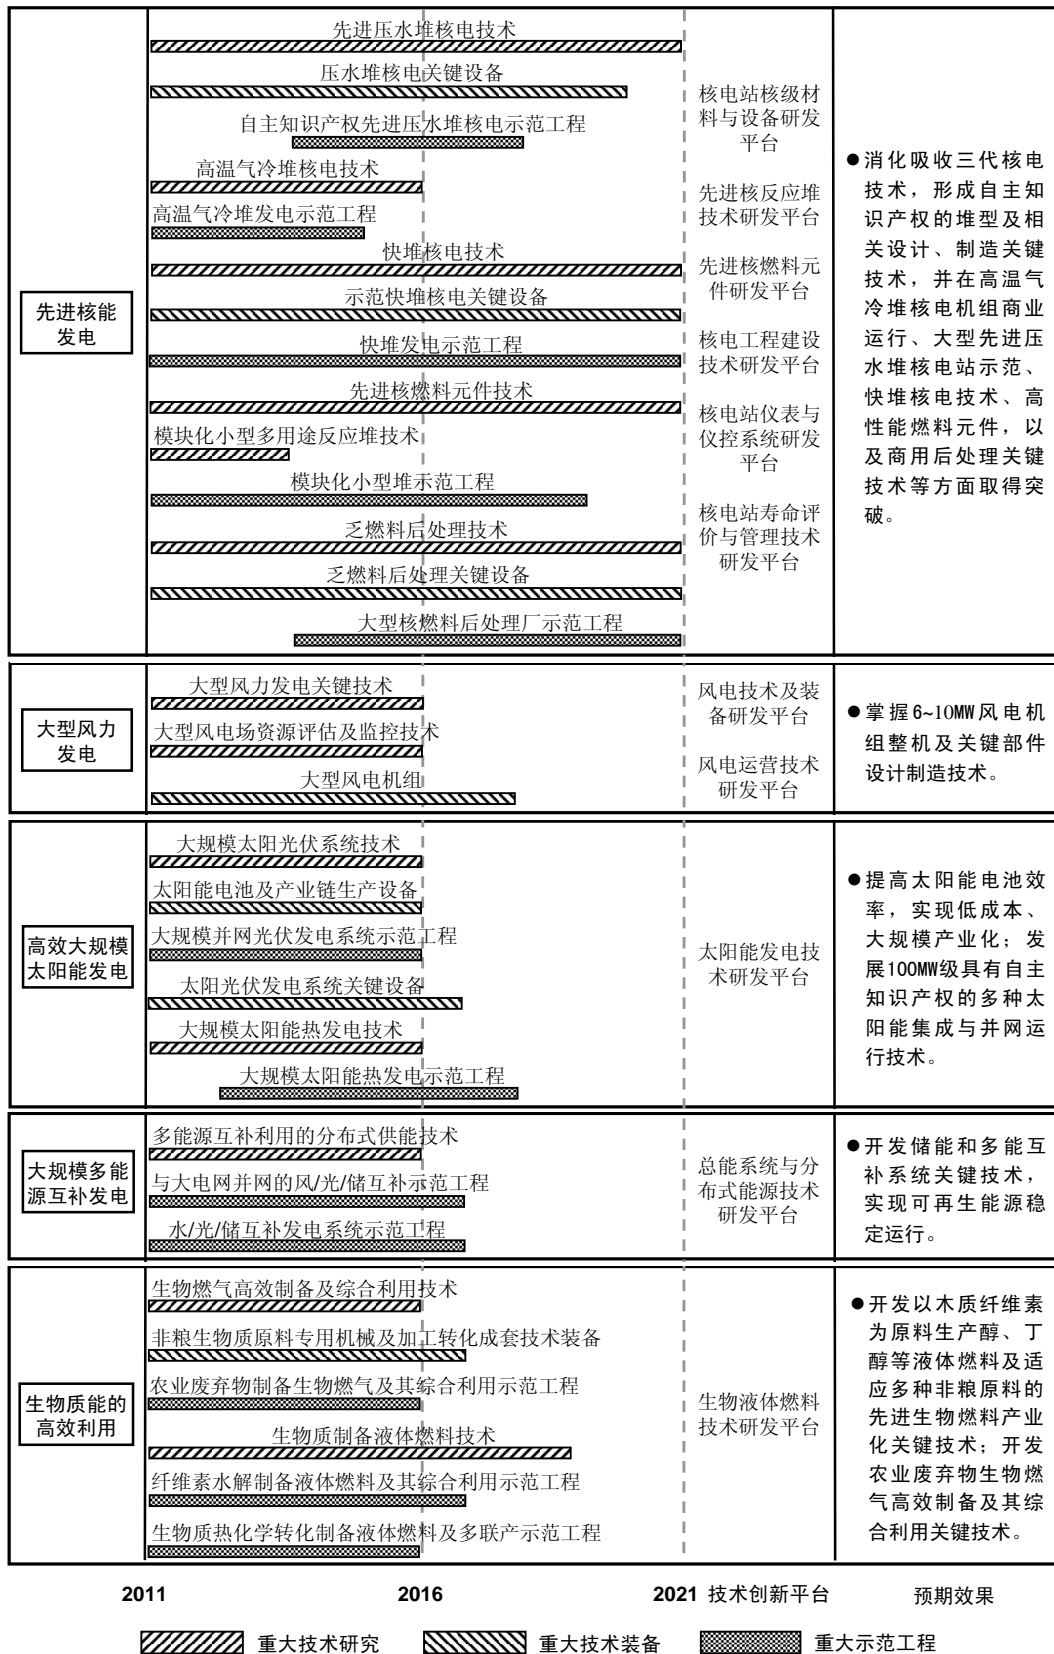 先进核能
发电
先进压水堆核电技术
压水堆核电关键设备
自主知识产权先进压水堆核电示范工程
高温气冷堆核电技术
高温气冷堆发电示范工程
快堆核电技术
示范快堆核电关键设备
快堆发电示范工程
先进核燃料元件技术
模块化小型多用途反应堆技术
模块化小型堆示范工程
乏燃料后处理技术
乏燃料后处理关键设备
大型核燃料后处理厂示范工程
核电站核级材
料与设备研发
平台
先进核反应堆
技术研发平台
先进核燃料元
件研发平台
核电工程建设
技术研发平台
核电站仪表与
仪控系统研发
平台
核电站寿命评
价与管理技术
研发平台
●消化吸收三代核电
技术，形成自主知
识产权的堆型及相
关设计、制造关键
技术，并在高温气
冷堆核电机组商业
运行、大型先进压
水堆核电站示范、
快堆核电技术、高
性能燃料元件，以
及商用后处理关键
技术等方面取得突
破。
大型风力
发电
大型风力发电关键技术
大型风电场资源评估及监控技术
大型风电机组
风电技术及装
备研发平台
风电运营技术
研发平台
●掌握6~10MW风电机
组整机及关键部件
设计制造技术。
高效大规模
太阳能发电
大规模太阳光伏系统技术
太阳能电池及产业链生产设备
大规模并网光伏发电系统示范工程
太阳光伏发电系统关键设备
大规模太阳能热发电技术
大规模太阳能热发电示范工程
太阳能发电技
术研发平台
●提高太阳能电池效
率，实现低成本、
大规模产业化；发
展100MW级具有自主
知识产权的多种太
阳能集成与并网运
行技术。
大规模多能
源互补发电
多能源互补利用的分布式供能技术
与大电网并网的风/光/储互补示范工程
水/光/储互补发电系统示范工程
总能系统与分
布式能源技术
研发平台
●开发储能和多能互
补系统关键技术，
实现可再生能源稳
定运行。
生物质能的
高效利用
生物燃气高效制备及综合利用技术
非粮生物质原料专用机械及加工转化成套技术装备
农业废弃物制备生物燃气及其综合利用示范工程
生物质制备液体燃料技术
纤维素水解制备液体燃料及其综合利用示范工程
生物质热化学转化制备液体燃料及多联产示范工程
生物液体燃料
技术研发平台
●开发以木质纤维素
为原料生产醇、丁
醇等液体燃料及适
应多种非粮原料的
先进生物燃料产业
化关键技术；开发
农业废弃物生物燃
气高效制备及其综
合利用关键技术。
2011 2016 2021 技术创新平台 预期效果
重大技术研究 重大技术装备 重大示范工程